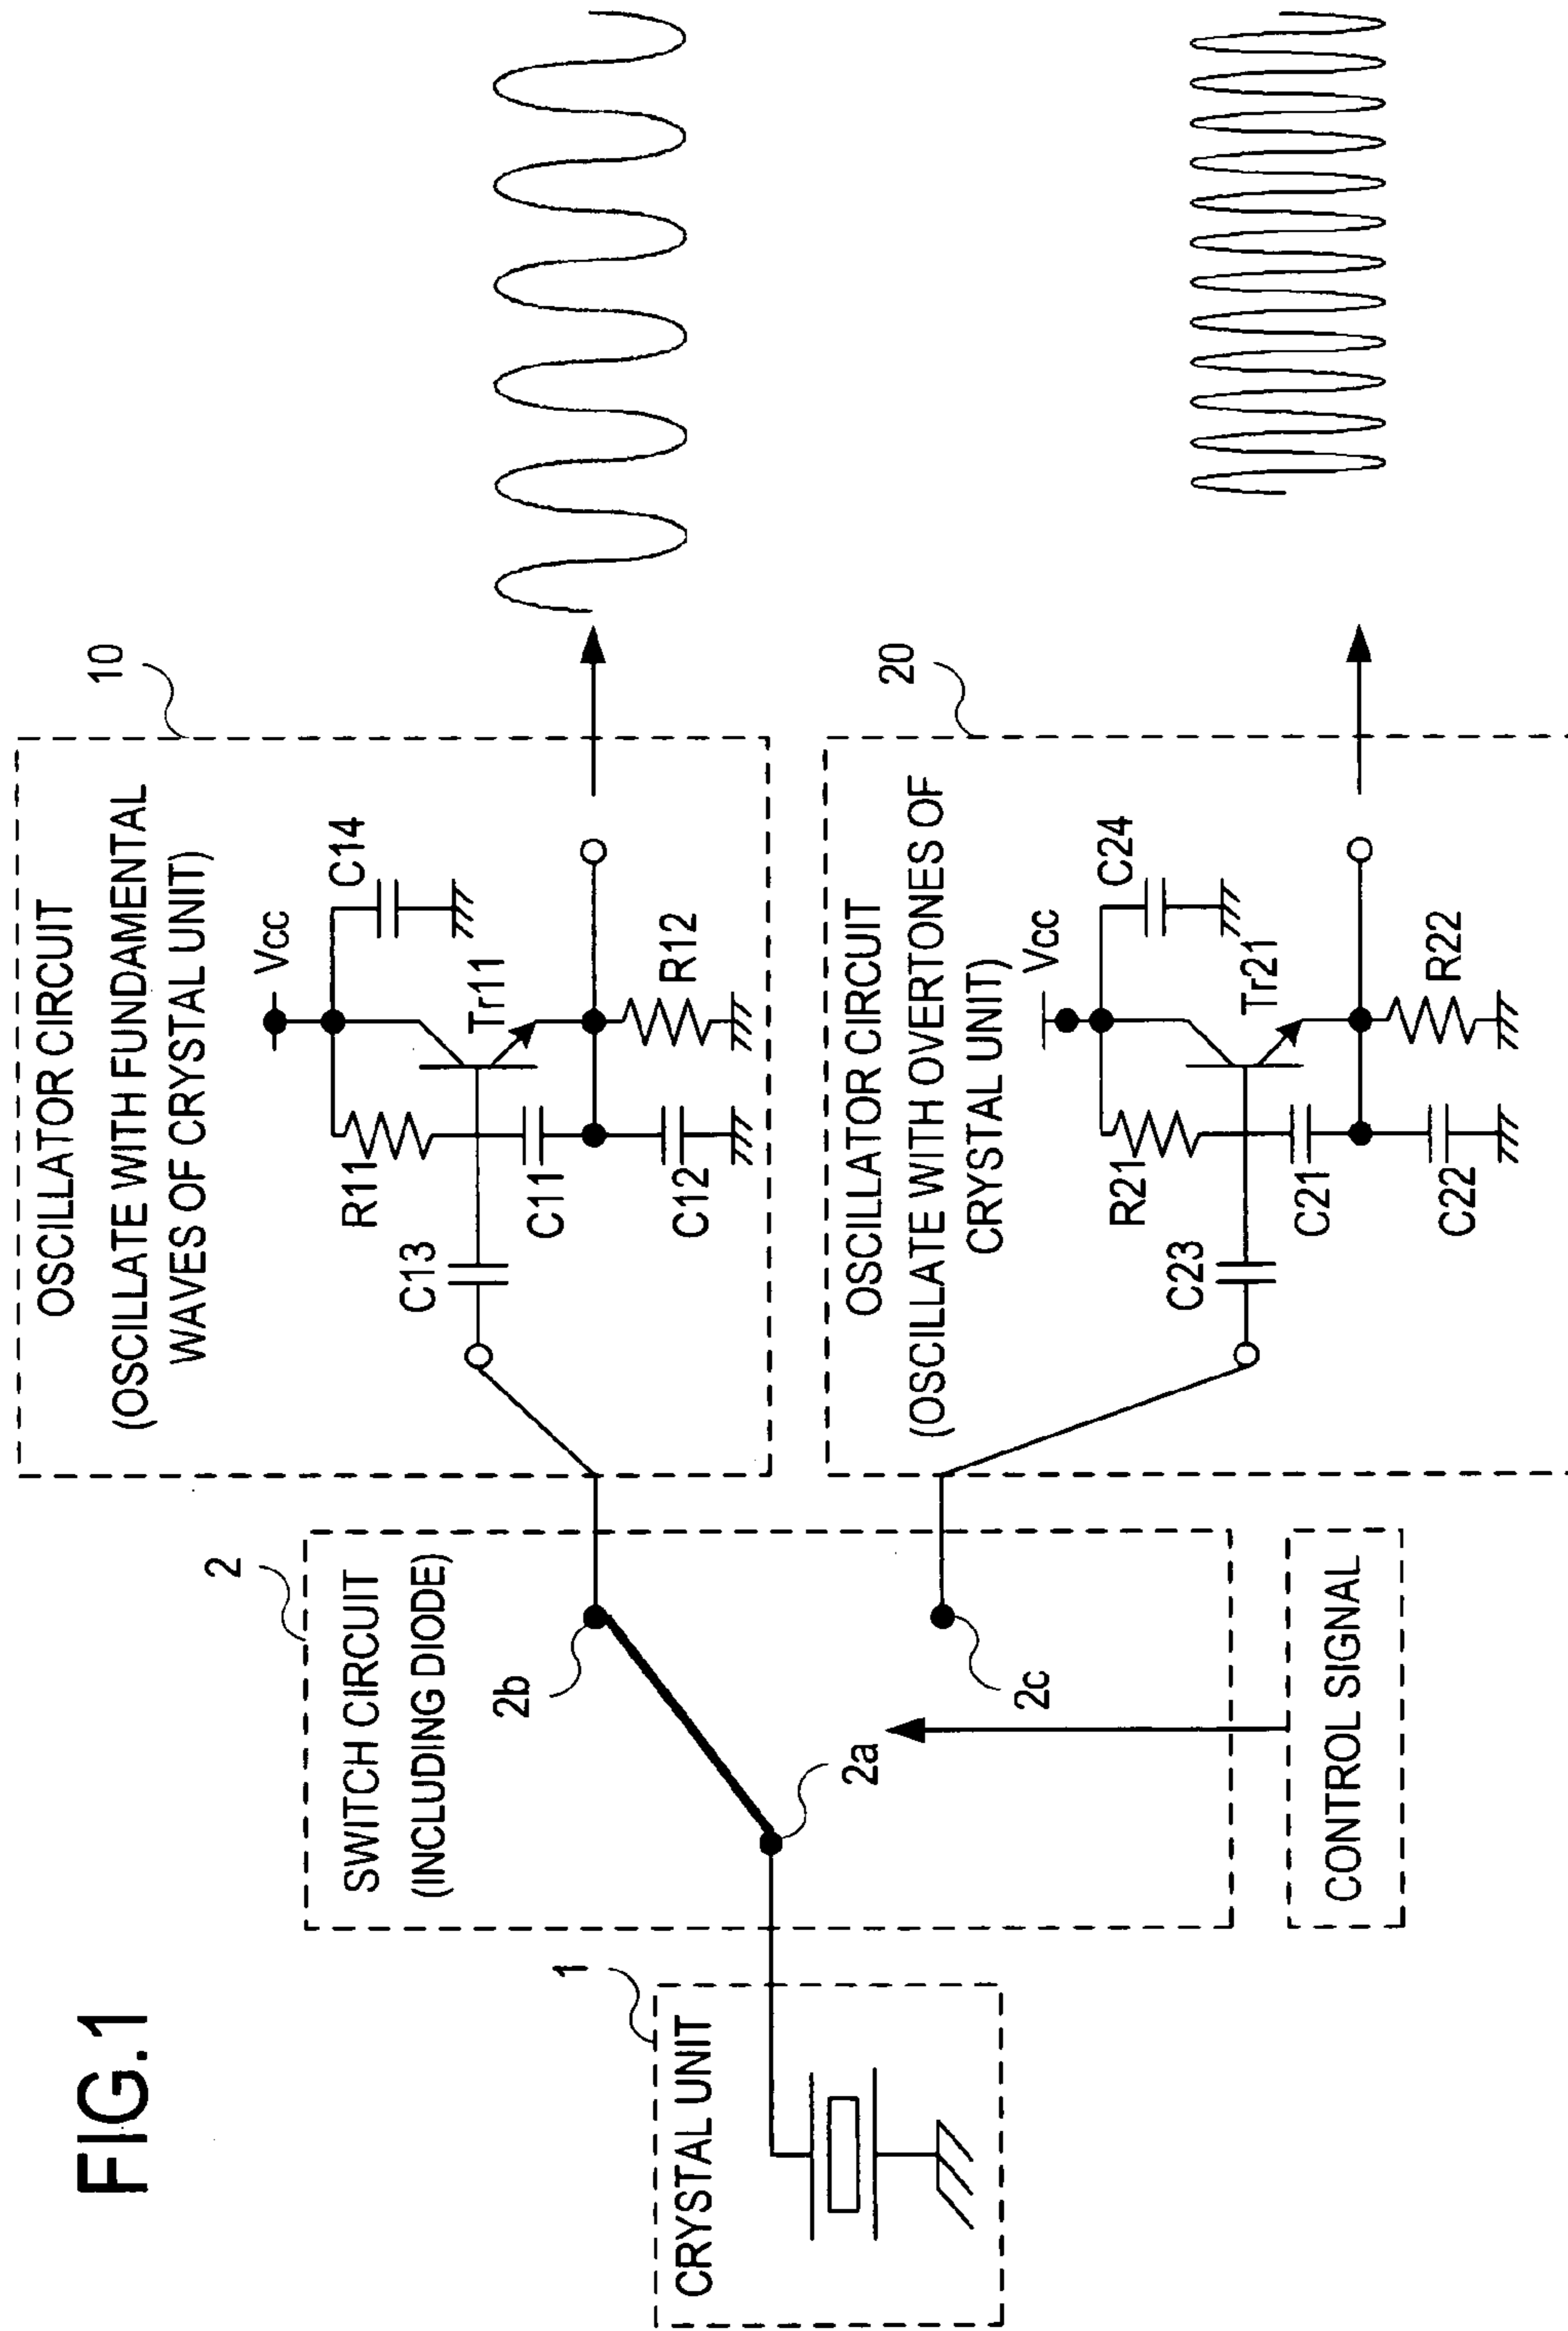 FIG.1
CRYSTAL UNIT
1
SWITCH CIRCUIT
(INCLUDING DIODE)
2
2a
2b
2c
CONTROL SIGNAL
OSCILLATOR CIRCUIT
(OSCILLATE WITH FUNDAMENTAL
WAVES OF CRYSTAL UNIT)
10
Vcc
C14
R11
Tr11
C13
C11
R12
C12
OSCILLATOR CIRCUIT
(OSCILLATE WITH OVERTONES OF
CRYSTAL UNIT)
20
Vcc
C24
R21
Tr21
C23
C21
R22
C22